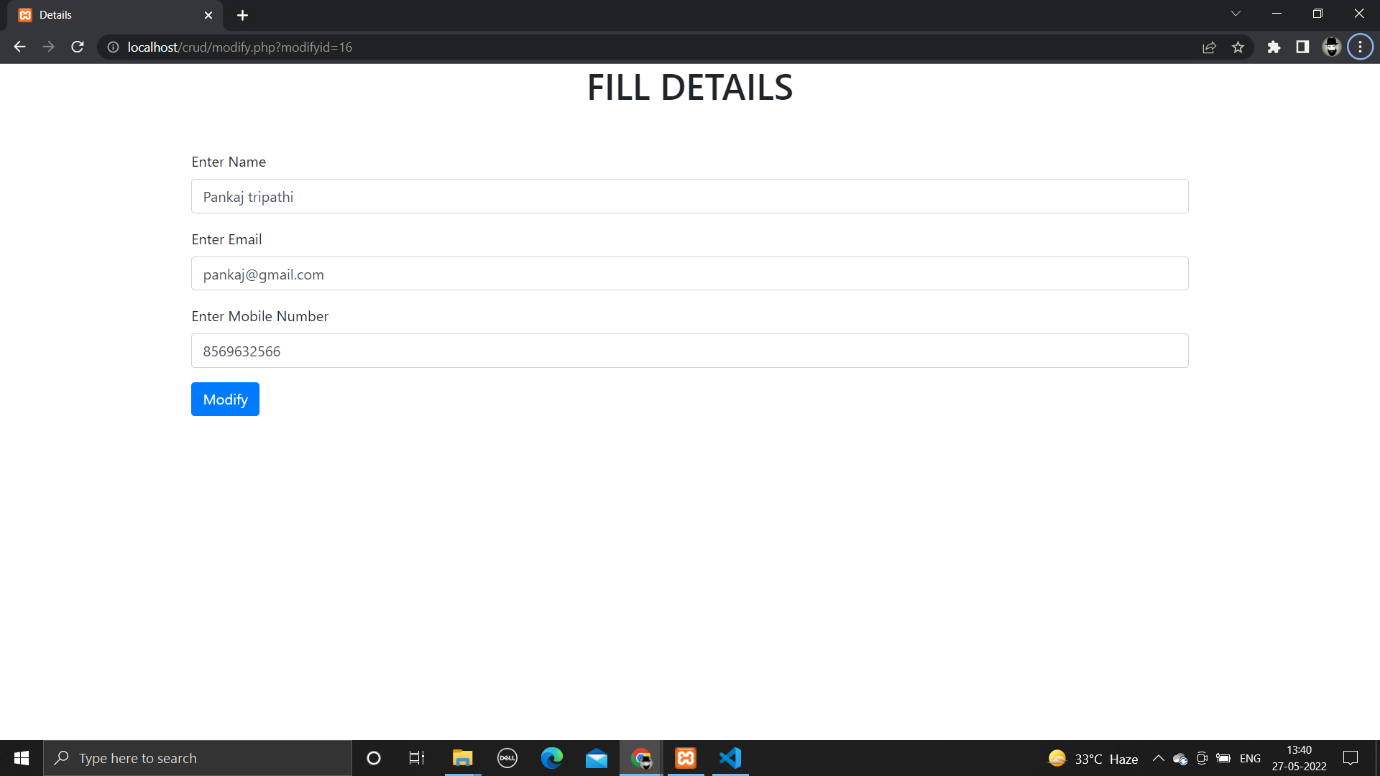 Details
localhost/crud/modify.php?modifyid=16
FILL DETAILS
Enter Name
Pankaj tripathi
Enter Email
pankaj@gmail.com
Enter Mobile Number
8569632566
Modify
Type here to search
DELL
33°C Haze
ENG
13:40
27-05-2022